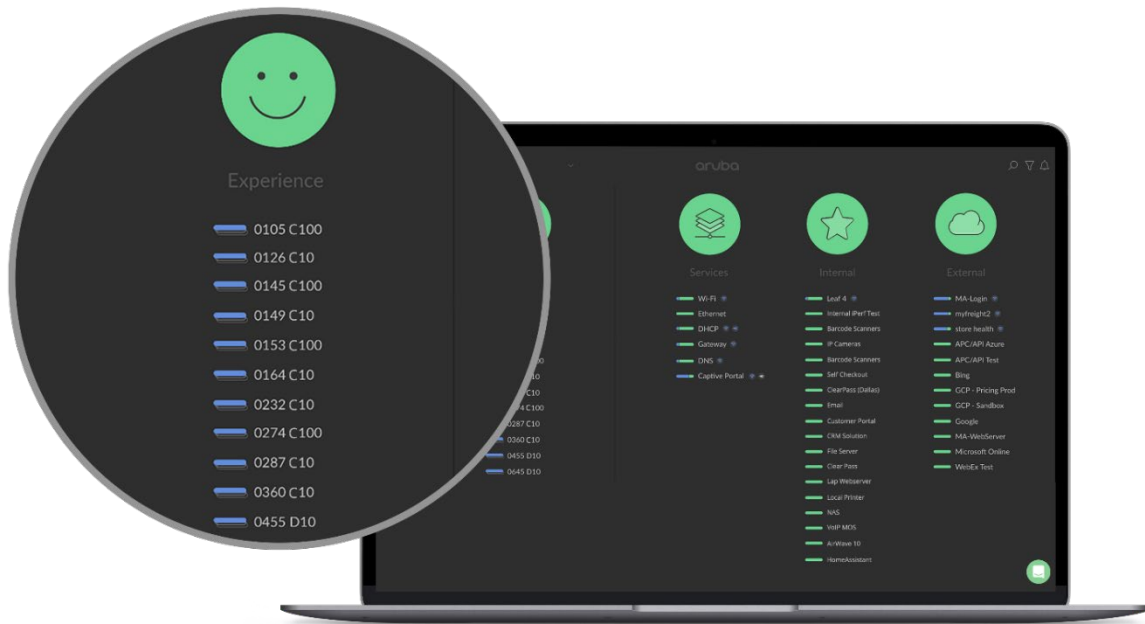 Experience
0105 C100
0126 C10
0145 C100
0149 C10
0153 C100
0164 C10
0232 C10
0274 C100
0287 C10
0360 C10
0455 D10
aruba
C10
C100
0287 C10
0360 C10
0455 D10
0645 D10
Services
Wi-Fi
Ethernet
DHCP
Gateway
DNS
Captive Portal
Internal
Leaf 4
Internal iPerf Test
Barcode Scanners
IP Cameras
Barcode Scanners
Self Checkout
ClearPass (Dallas)
Email
Customer Portal
CRM Solution
File Server
Clear Pass
Lap Webserver
Local Printer
NAS
VoIP MOS
AirWave 10
HomeAssistant
External
MA-Login
myfreight2
store health
APC/API Azure
APC/API Test
Bing
GCP - Pricing Prod
GCP - Sandbox
Google
MA-WebServer
Microsoft Online
WebEx Test